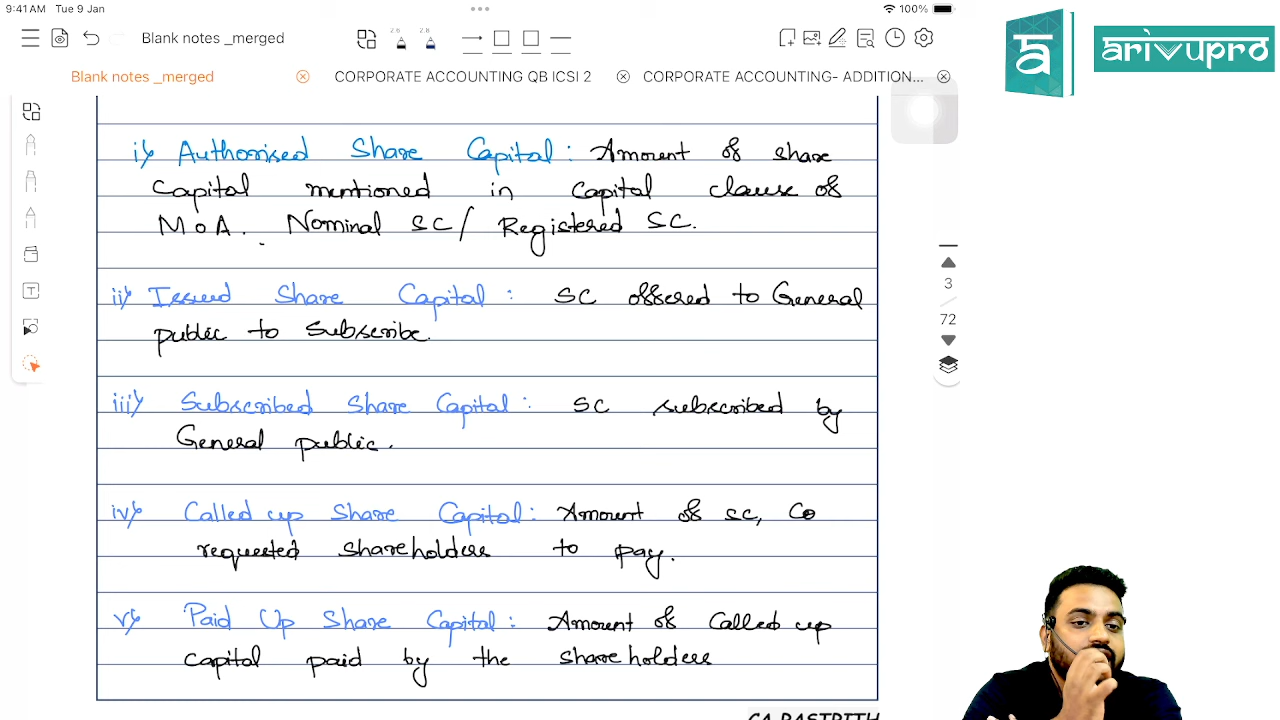 9:41 AM Tue 9 Jan
100%
Blank notes _merged
2.6 2.8
Blank notes _merged
CORPORATE ACCOUNTING QB ICSI 2
CORPORATE ACCOUNTING- ADDITION...
a
arivupro
i) Authorised Share Capital : Amount of share
Capital mentioned in Capital clause of
MoA. Nominal SC/ Registered SC.
ii) Issued Share Capital : SC offered to General
public to Subscribe.
iii) Subscribed Share Capital : SC subscribed by
General public.
iv) Called up Share Capital : Amount of SC, Co
requested shareholders to pay.
v) Paid Up Share Capital : Amount of Called up
capital paid by the shareholders
3
72